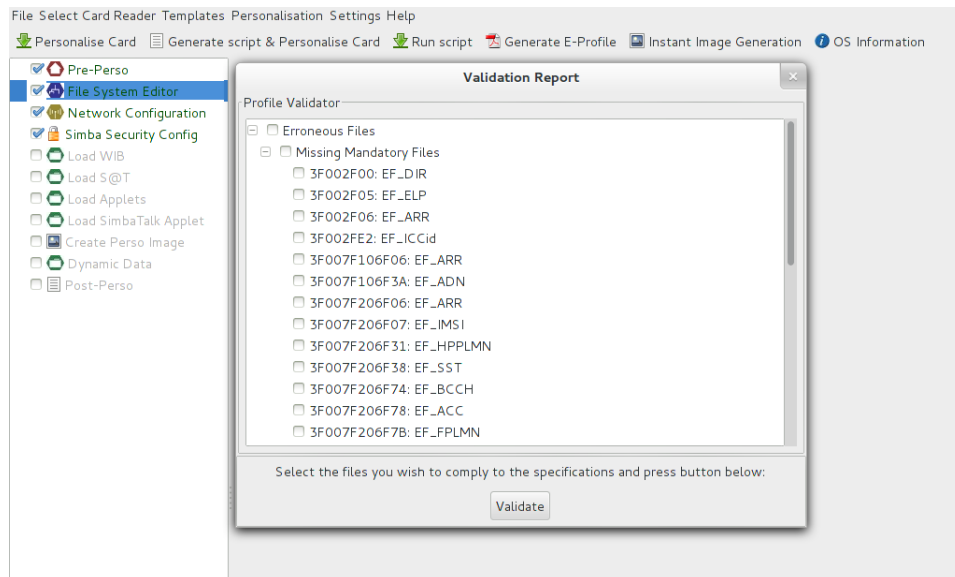 File Select Card Reader Templates Personalisation Settings Help
Personalise Card Generate script & Personalise Card Run script Generate E-Profile Instant Image Generation OS Information
Pre-Perso
File System Editor
Network Configuration
Simba Security Config
Load WIB
Load S@T
Load Applets
Load SimbaTalk Applet
Create Perso Image
Dynamic Data
Post-Perso
Validation Report
Profile Validator
Erroneous Files
Missing Mandatory Files
3F002F00: EF_DIR
3F002F05: EF_ELP
3F002F06: EF_ARR
3F002FE2: EF_ICCid
3F007F106F06: EF_ARR
3F007F106F3A: EF_ADN
3F007F206F06: EF_ARR
3F007F206F07: EF_IMSI
3F007F206F31: EF_HPPLMN
3F007F206F38: EF_SST
3F007F206F74: EF_BCCH
3F007F206F78: EF_ACC
3F007F206F7B: EF_FPLMN
Select the files you wish to comply to the specifications and press button below:
Validate